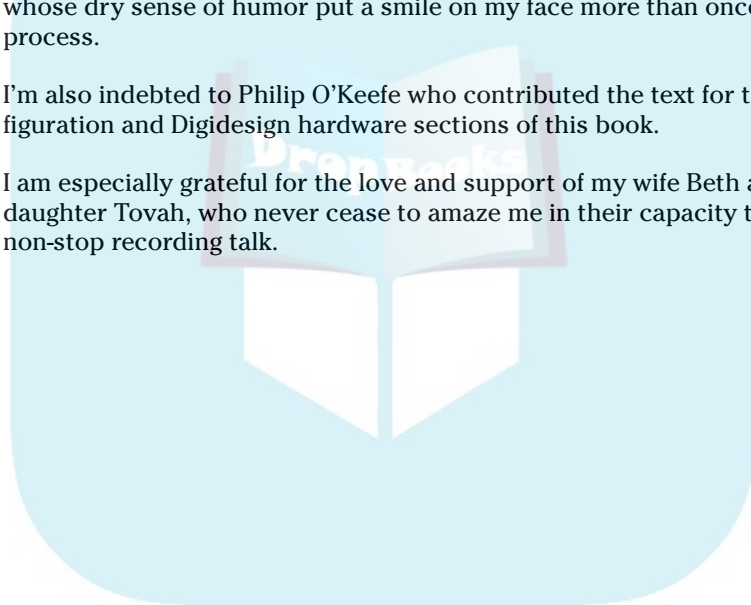 whose dry sense of humor put a smile on my face more than once
process.
I'm also indebted to Philip O'Keefe who contributed the text for t
figuration and Digidesign hardware sections of this book.
DropBooks
I am especially grateful for the love and support of my wife Beth a
daughter Tovah, who never cease to amaze me in their capacity t
non-stop recording talk.